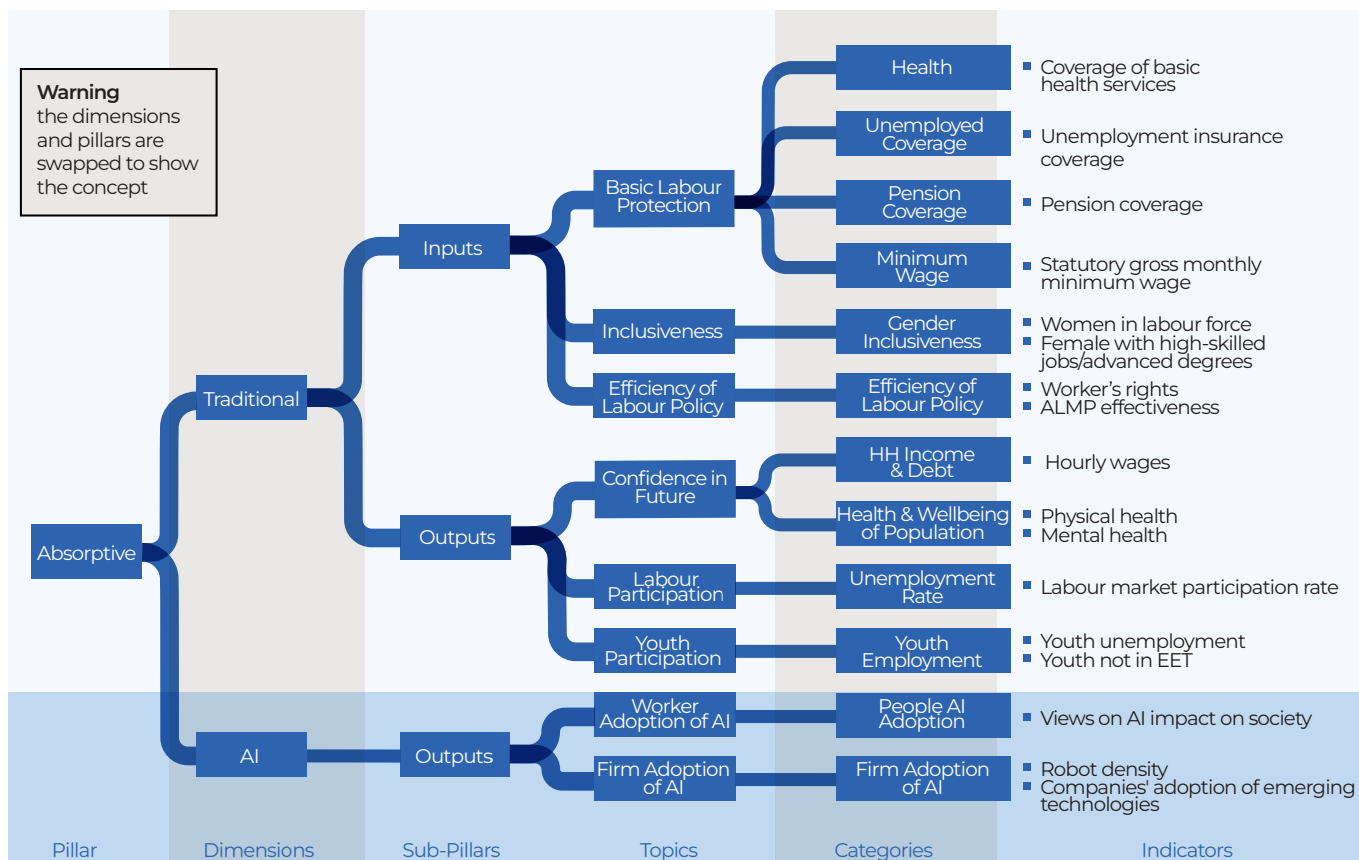 Warning
the dimensions
and pillars are
swapped to show
the concept
Absorptive
Traditional
AI
Inputs
Outputs
Outputs
Basic Labour
Protection
Inclusiveness
Efficiency of
Labour Policy
Confidence in
Future
Labour
Participation
Youth
Participation
Worker
Adoption of AI
Firm Adoption
of AI
Health
Unemployed
Coverage
Pension
Coverage
Minimum
Wage
Gender
Inclusiveness
Efficiency of
Labour Policy
HH Income
& Debt
Health & Wellbeing
of Population
Unemployment
Rate
Youth
Employment
People AI
Adoption
Firm Adoption
of AI
Coverage of basic
health services
Unemployment insurance
coverage
Pension coverage
Statutory gross monthly
minimum wage
Women in labour force
Female with high-skilled
jobs/advanced degrees
Worker's rights
ALMP effectiveness
Hourly wages
Physical health
Mental health
Labour market participation rate
Youth unemployment
Youth not in EET
Views on AI impact on society
Robot density
Companies' adoption of emerging
technologies
Pillar
Dimensions
Sub-Pillars
Topics
Categories
Indicators